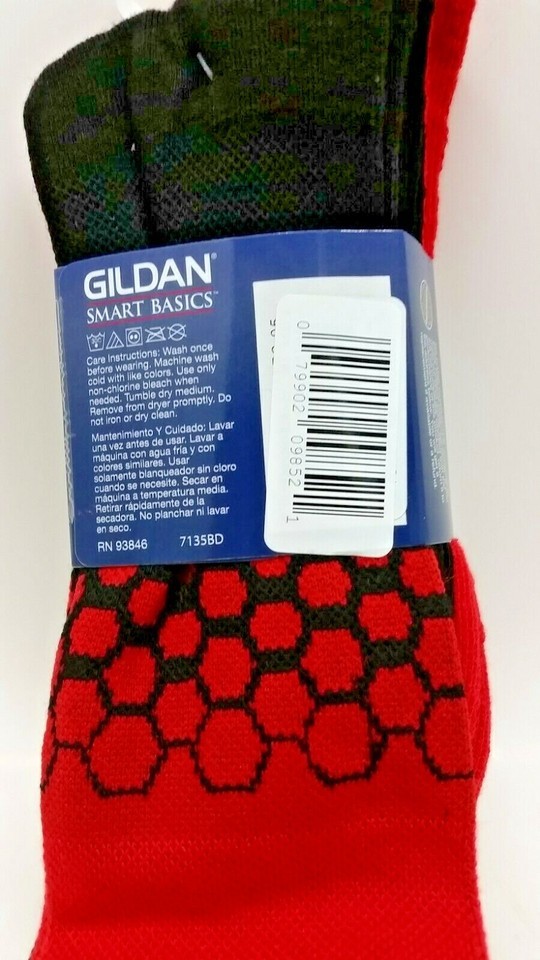 GILDAN®
SMART BASICS™
Care Instructions: Wash once
before wearing. Machine wash
cold with like colors. Use only
non-chlorine bleach when
needed. Tumble dry medium.
Remove from dryer promptly. Do
not iron or dry clean.
Mantenimiento Y Cuidado: Lavar
una vez antes de usar. Lavar a
máquina con agua fría y con
colores similares. Usar
solamente blanqueador sin cloro
cuando se necesite. Secar en
máquina a temperatura media.
Retirar rápidamente de la
secadora. No planchar ni lavar
en seco.
RN 93846 7135BD
0 79902 09852 1